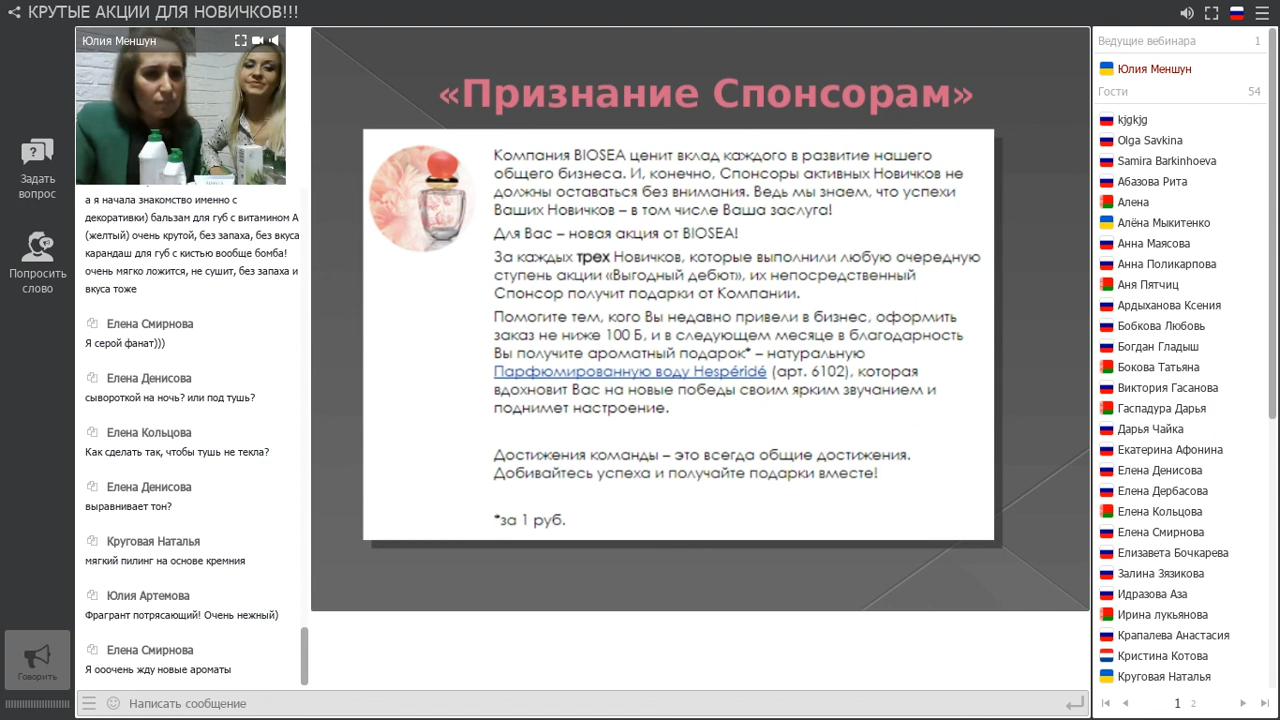 КРУТЫЕ АКЦИИ ДЛЯ НОВИЧКОВ!!!
Юлия Меншун
Задать
вопрос
Попросить
слово
Говорить
а я начала знакомство именно с
декоративки) бальзам для губ с витамином А
(желтый) очень крутой, без запаха, без вкуса
карандаш для губ с кистью вообще бомба!
очень мягко ложится, не сушит, без запаха и
вкуса тоже
Елена Смирнова
Я серой фанат)))
Елена Денисова
сывороткой на ночь? или под тушь?
Елена Кольцова
Как сделать так, чтобы тушь не текла?
Елена Денисова
выравнивает тон?
Круговая Наталья
мягкий пилинг на основе кремния
Юлия Артемова
Фрагрант потрясающий! Очень нежный)
Елена Смирнова
Я ооочень жду новые ароматы
Написать сообщение
«Признание Спонсорам»
Компания BIOSEA ценит вклад каждого в развитие нашего
общего бизнеса. И, конечно, Спонсоры активных Новичков не
должны оставаться без внимания. Ведь мы знаем, что успехи
Ваших Новичков – в том числе Ваша заслуга!
Для Вас – новая акция от BIOSEA!
За каждых трех Новичков, которые выполнили любую очередную
ступень акции «Выгодный дебют», их непосредственный
Спонсор получит подарки от Компании.
Помогите тем, кого Вы недавно привели в бизнес, оформить
заказ не ниже 100 Б, и в следующем месяце в благодарность
Вы получите ароматный подарок* – натуральную
Парфюмированную воду Hespéridé (арт. 6102), которая
вдохновит Вас на новые победы своим ярким звучанием и
поднимет настроение.
Достижения команды – это всегда общие достижения.
Добивайтесь успеха и получайте подарки вместе!
*за 1 руб.
Ведущие вебинара 1
Юлия Меншун
Гости 54
kjgkjg
Olga Savkina
Samira Barkinhoeva
Абазова Рита
Алена
Алёна Мыкитенко
Анна Маясова
Анна Поликарпова
Аня Пятчиц
Ардыханова Ксения
Бобкова Любовь
Богдан Гладыш
Бокова Татьяна
Виктория Гасанова
Гаспадура Дарья
Дарья Чайка
Екатерина Афонина
Елена Денисова
Елена Дербасова
Елена Кольцова
Елена Смирнова
Елизавета Бочкарева
Залина Зязикова
Идразова Аза
Ирина лукьянова
Крапалева Анастасия
Кристина Котова
Круговая Наталья
1 2